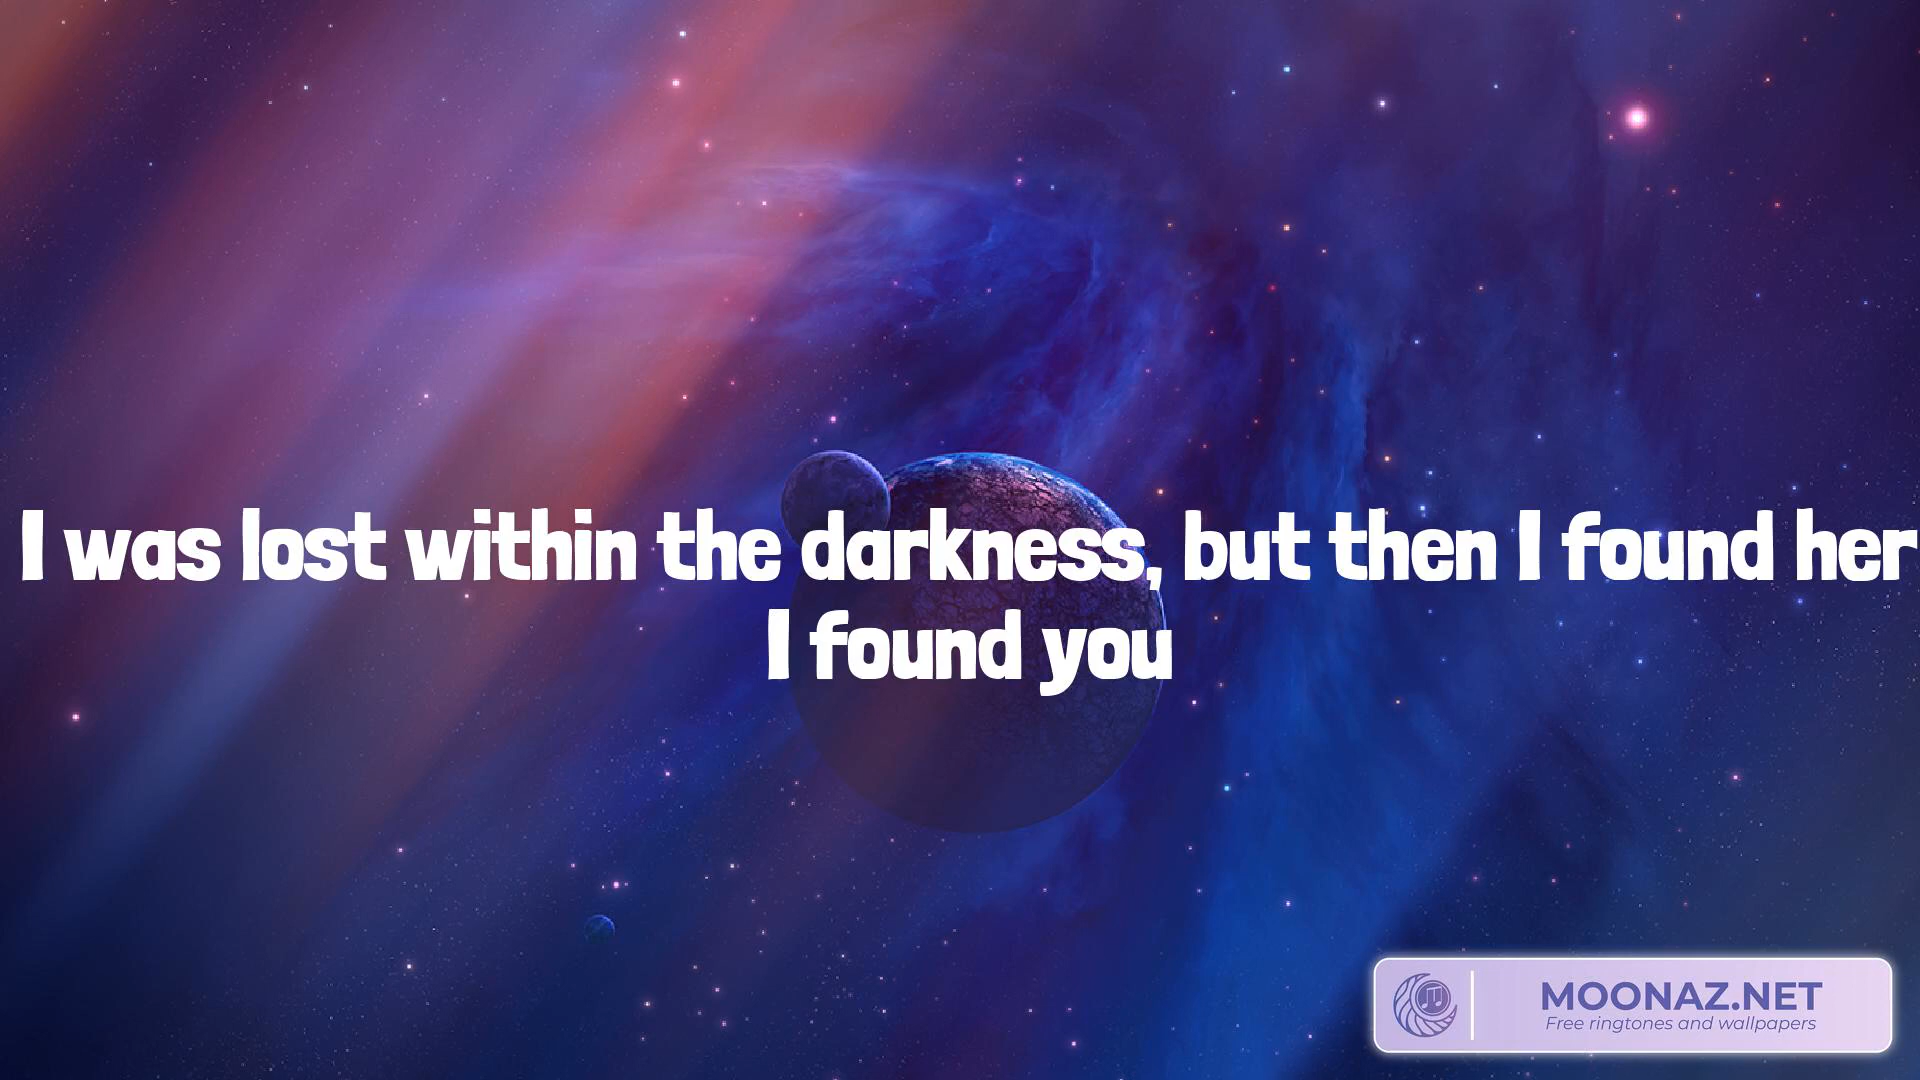 I was lost within the darkness, but then I found her
I found you
MOONAZ.NET
Free ringtones and wallpapers